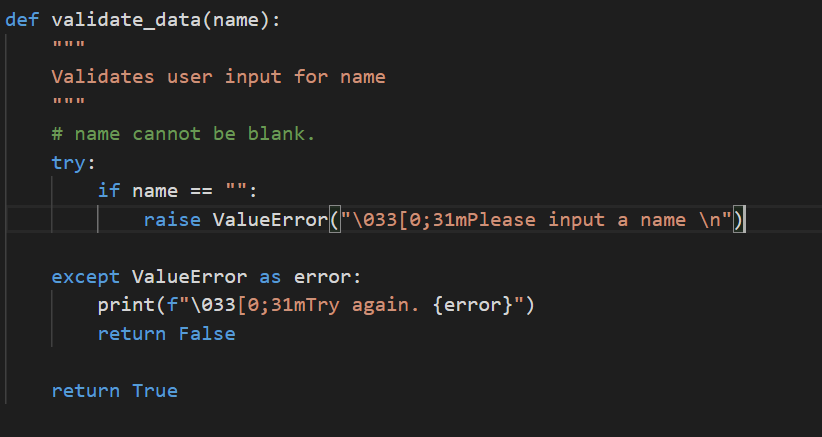 def validate_data(name):
    """
    Validates user input for name
    """
    # name cannot be blank.
    try:
        if name == "":
            raise ValueError("\033[0;31mPlease input a name \n")

    except ValueError as error:
        print(f"\033[0;31mTry again. {error}")
        return False

    return True